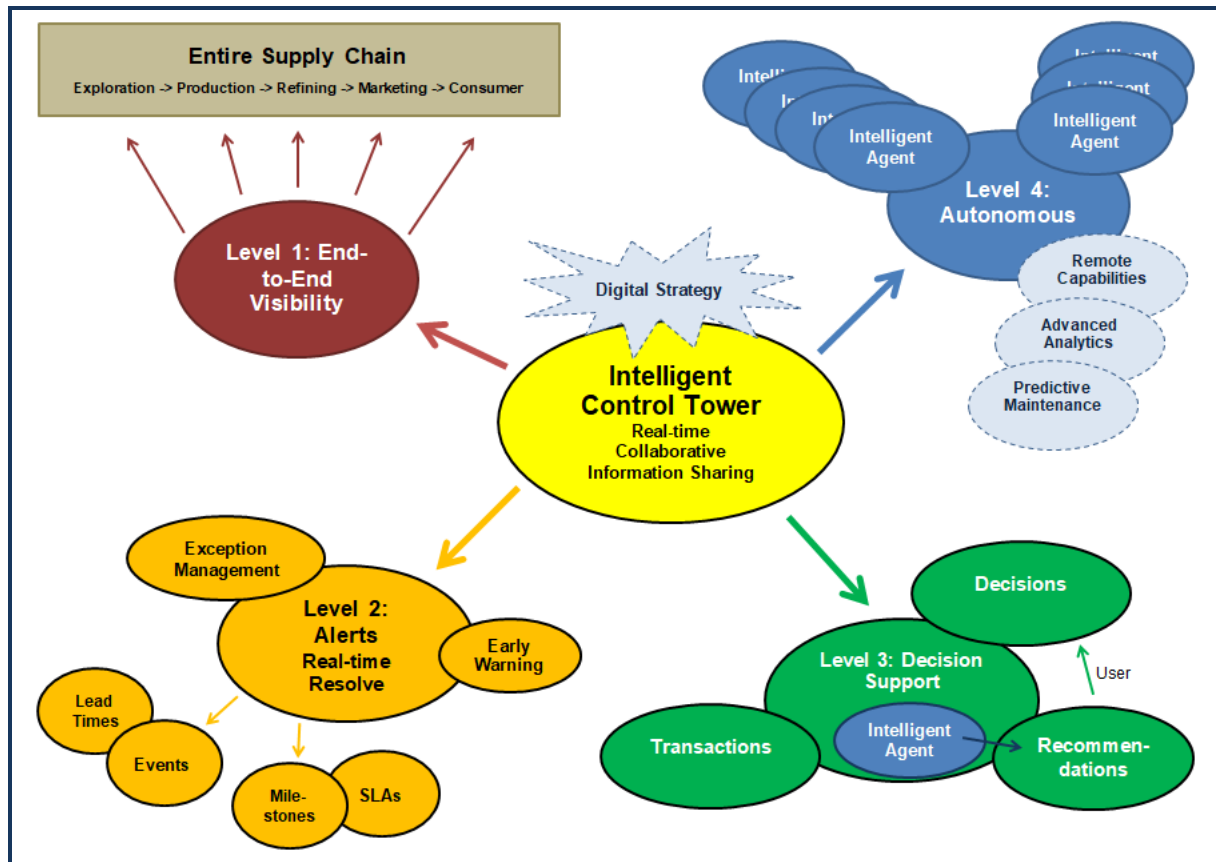 Entire Supply Chain
Exploration -> Production -> Refining -> Marketing -> Consumer
Level 1: End-
to-End
Visibility
Digital Strategy
Intelligent
Control Tower
Real-time
Collaborative
Information Sharing
Intelligent
Agent
Intelligent
Intelligent
Intelligent
Agent
Level 4:
Autonomous
Remote
Capabilities
Advanced
Analytics
Predictive
Maintenance
Exception
Management
Level 2:
Alerts
Real-time
Resolve
Early
Warning
Lead
Times
Events
Mile-
stones
SLAs
Decisions
Level 3: Decision
Support
User
Intelligent
Agent
Transactions
Recommen-
dations